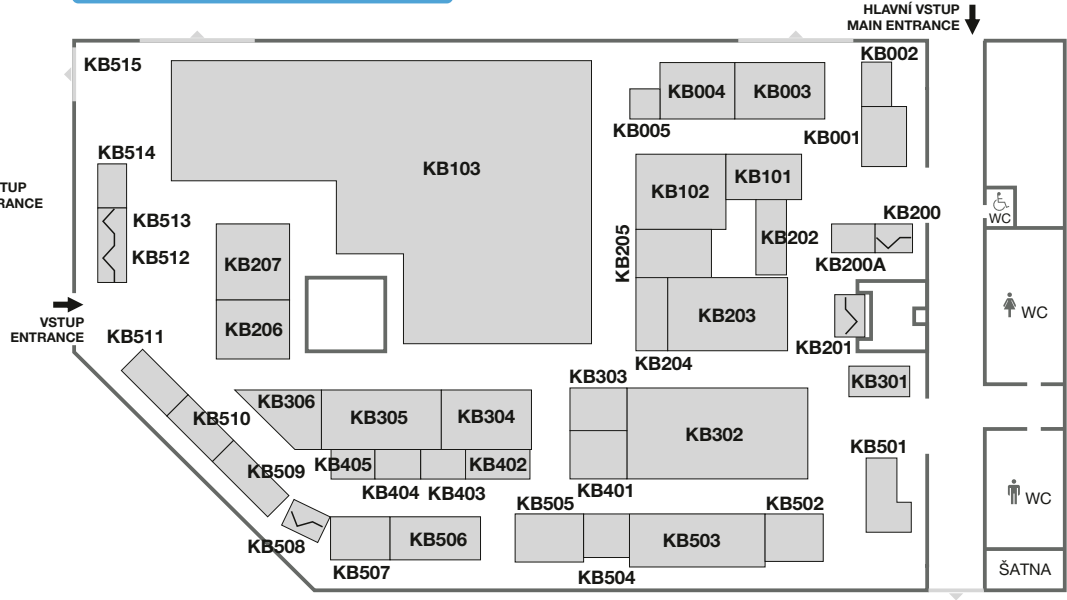 HLAVNÍ VSTUP
MAIN ENTRANCE
KB515
KB002
KB004
KB003
KB005
KB001
KB514
KB103
KB102
KB101
TUP
RANCE
KB513
KB512
KB200
KB202
KB205
KB200A
WC
KB207
KB206
KB203
KB204
KB201
WC
VSTUP
ENTRANCE
KB511
KB303
KB301
KB306
KB305
KB304
KB302
KB510
KB509
KB405
KB404
KB403
KB402
KB401
KB501
KB505
KB502
WC
KB508
KB507
KB506
KB503
KB504
ŠATNA